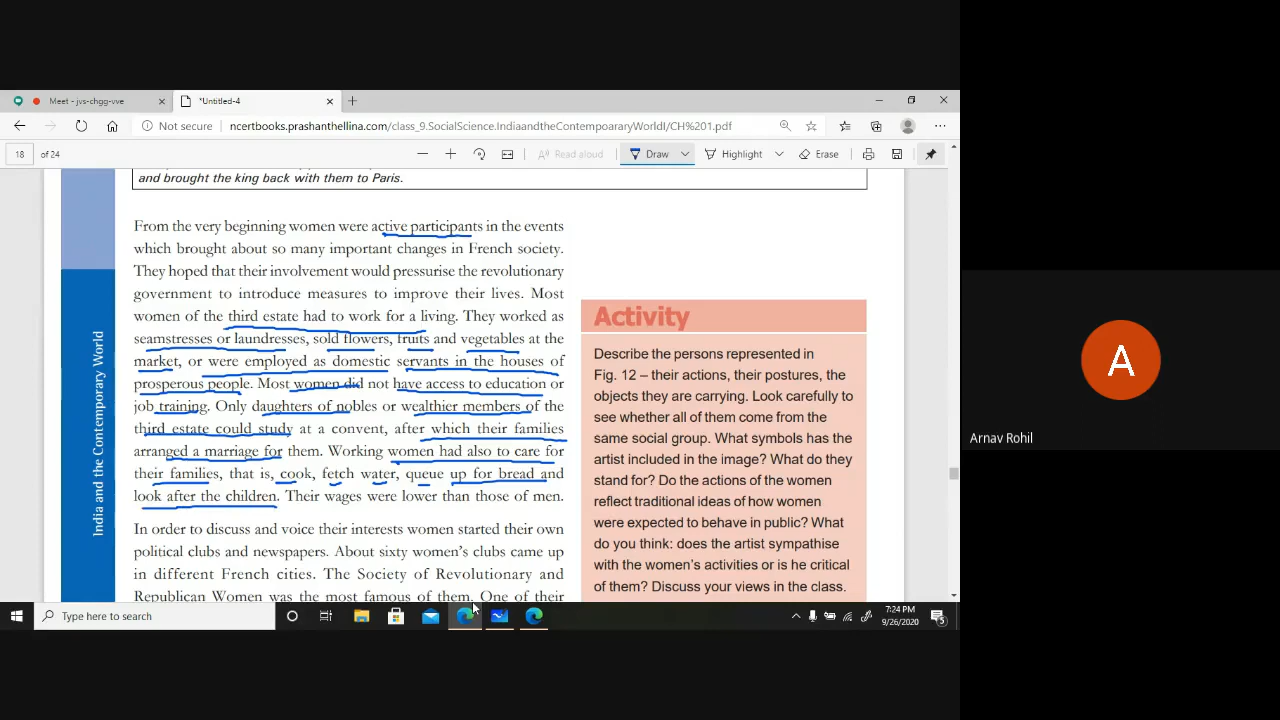 Meet - jvs-chgg-vve
*Untitled-4
Not secure
ncertbooks.prashanthellina.com/class_9.SocialScience.IndiaandtheContempoararyWorldI/CH%201.pdf
18 of 24
Read aloud
Draw
Highlight
Erase
and brought the king back with them to Paris.
From the very beginning women were active participants in the events
which brought about so many important changes in French society.
They hoped that their involvement would pressurise the revolutionary
government to introduce measures to improve their lives. Most
women of the third estate had to work for a living. They worked as
seamstresses or laundresses, sold flowers, fruits and vegetables at the
market, or were employed as domestic servants in the houses of
prosperous people. Most women did not have access to education or
job training. Only daughters of nobles or wealthier members of the
third estate could study at a convent, after which their families
arranged a marriage for them. Working women had also to care for
their families, that is, cook, fetch water, queue up for bread and
look after the children. Their wages were lower than those of men.
In order to discuss and voice their interests women started their own
political clubs and newspapers. About sixty women's clubs came up
in different French cities. The Society of Revolutionary and
Republican Women was the most famous of them. One of their
India and the Contemporary World
Activity
Describe the persons represented in
Fig. 12 – their actions, their postures, the
objects they are carrying. Look carefully to
see whether all of them come from the
same social group. What symbols has the
artist included in the image? What do they
stand for? Do the actions of the women
reflect traditional ideas of how women
were expected to behave in public? What
do you think: does the artist sympathise
with the women's activities or is he critical
of them? Discuss your views in the class.
A
Arnav Rohil
Type here to search
7:24 PM
9/26/2020
5